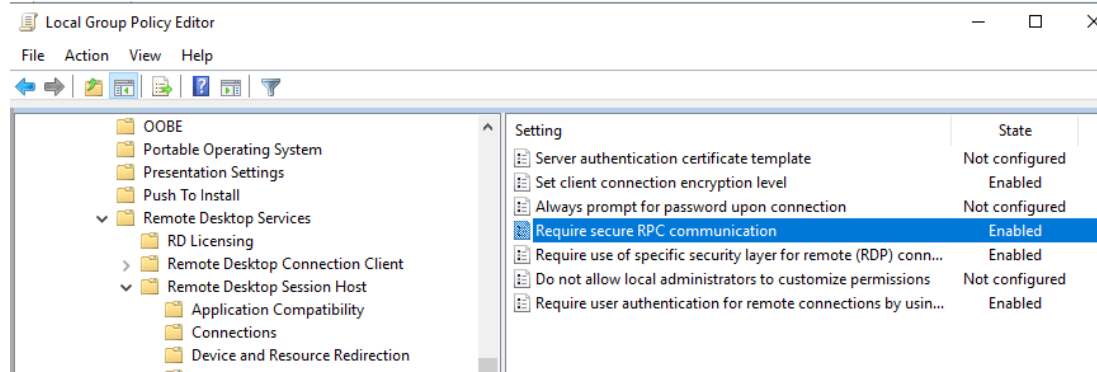 Local Group Policy Editor
File Action View Help
OOBE
Portable Operating System
Presentation Settings
Push To Install
Remote Desktop Services
RD Licensing
Remote Desktop Connection Client
Remote Desktop Session Host
Application Compatibility
Connections
Device and Resource Redirection
Setting State
Server authentication certificate template Not configured
Set client connection encryption level Enabled
Always prompt for password upon connection Not configured
Require secure RPC communication Enabled
Require use of specific security layer for remote (RDP) conn... Enabled
Do not allow local administrators to customize permissions Not configured
Require user authentication for remote connections by usin... Enabled